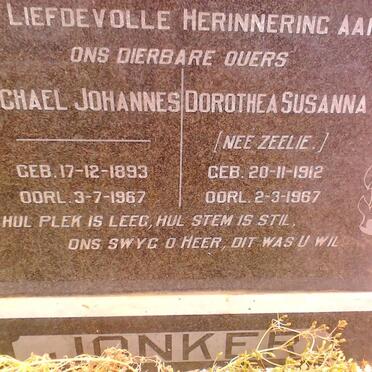 LIEFDEVOLLE HERINNERING AAN
ONS DIERBARE OUERS
CHAEL JOHANNES DOROTHEA SUSANNA
[NEE ZEELIE.]
GEB. 17-12-1893 GEB. 20-11-1912
OORL. 3-7-1967 OORL. 2-3-1967
HUL PLEK IS LEEG, HUL STEM IS STIL,
ONS SWYG O HEER, DIT WAS U WIL
JONKER